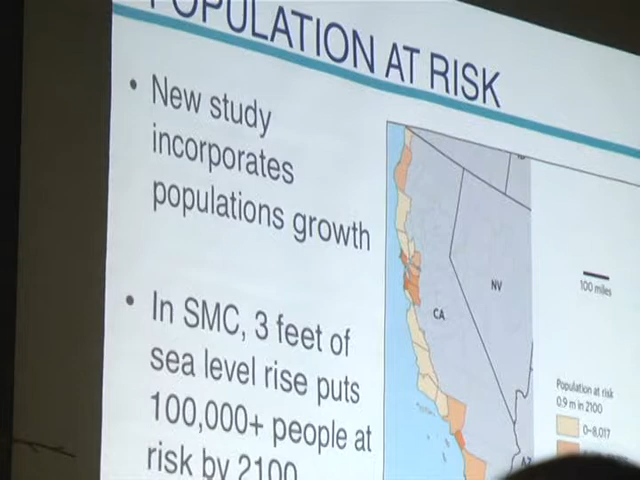 POPULATION AT RISK
• New study
incorporates
populations growth
• In SMC, 3 feet of
sea level rise puts
100,000+ people at
risk by 2100
NV
CA
100 miles
Population at risk
0.9 m in 2100
0–8,017